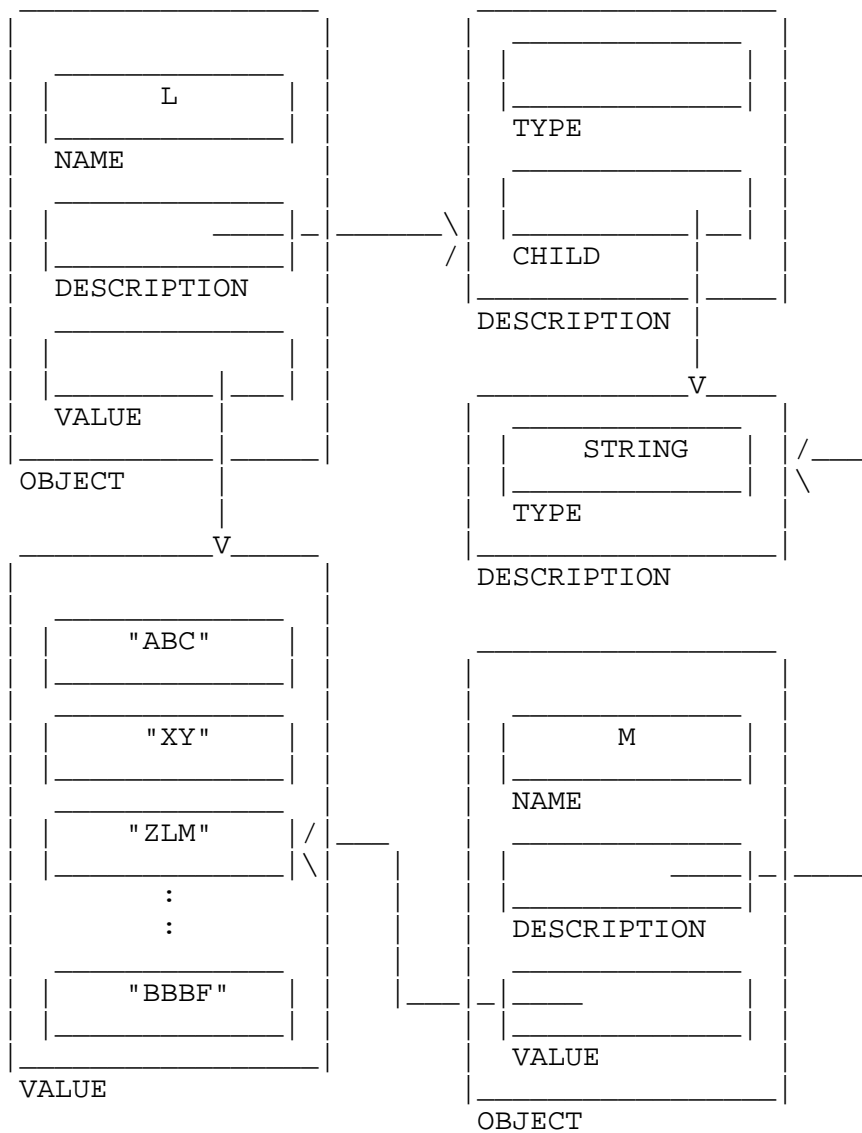 L
NAME
DESCRIPTION
VALUE
OBJECT
TYPE
CHILD
DESCRIPTION
STRING
TYPE
DESCRIPTION
"ABC"
"XY"
"ZLM"
:
:
"BBBF"
VALUE
M
NAME
DESCRIPTION
VALUE
OBJECT